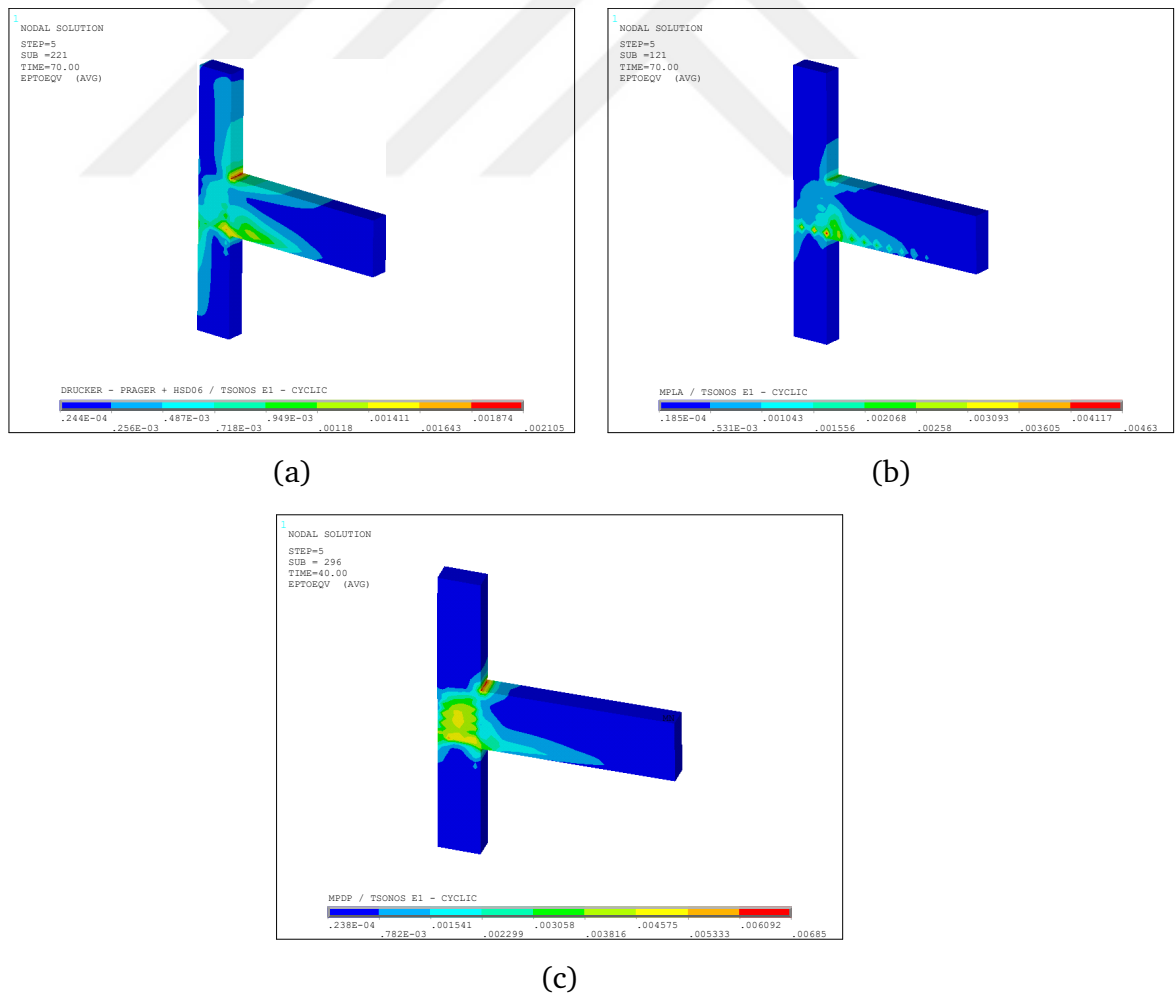 1
NODAL SOLUTION
STEP=5
SUB =221
TIME=70.00
EPTOEQV (AVG)
DRUCKER - PRAGER + HSD06 / TSONOS E1 - CYCLIC
.244E-04 .487E-03 .949E-03 .001411 .001874
.256E-03 .718E-03 .00118 .001643 .002105
(a)
1
NODAL SOLUTION
STEP=5
SUB =121
TIME=70.00
EPTOEQV (AVG)
MPLA / TSONOS E1 - CYCLIC
.185E-04 .001043 .002068 .003093 .004117
.531E-03 .001556 .00258 .003605 .00463
(b)
1
NODAL SOLUTION
STEP=5
SUB = 296
TIME=40.00
EPTOEQV (AVG)
MPDP / TSONOS E1 - CYCLIC
.238E-04 .001541 .003058 .004575 .006092
.782E-03 .002299 .003816 .005333 .00685
(c)